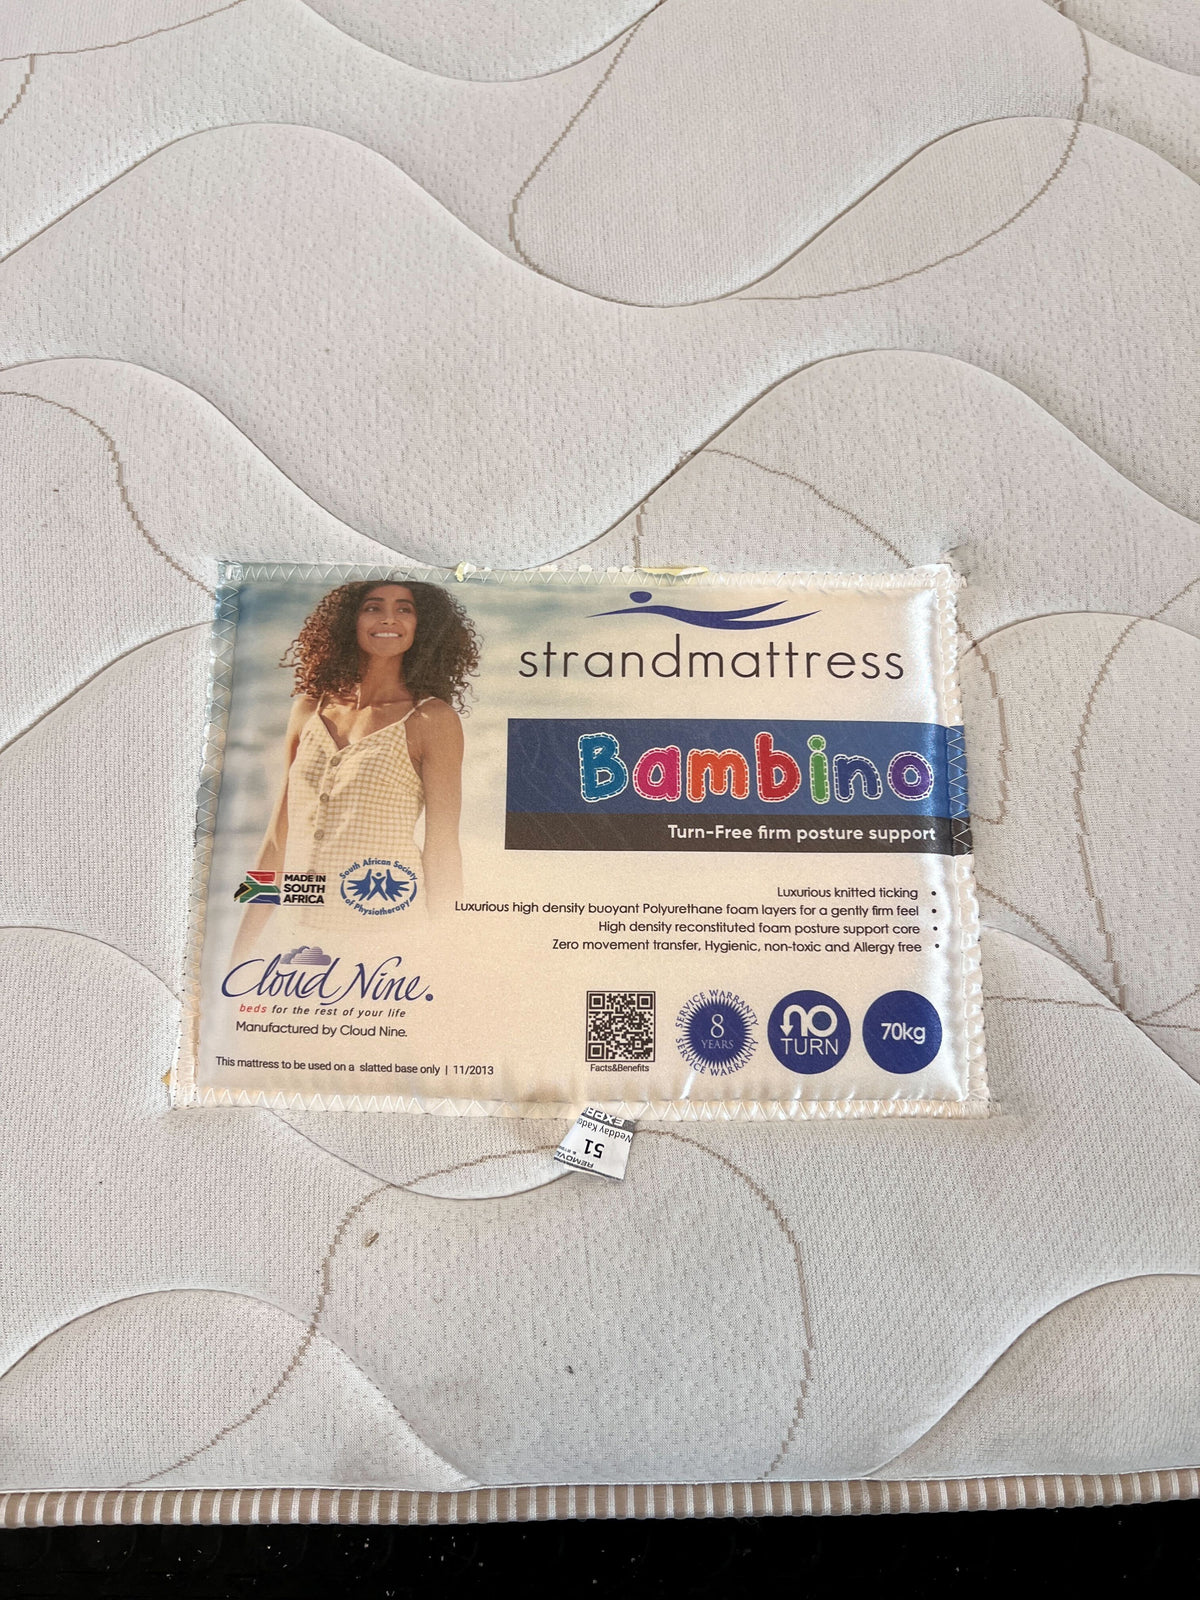 strandmattress
Bambino
Turn-Free firm posture support
Luxurious knitted ticking •
Luxurious high density buoyant Polyurethane foam layers for a gently firm feel •
High density reconstituted foam posture support core •
Zero movement transfer, Hygienic, non-toxic and Allergy free •
MADE IN
SOUTH
AFRICA
South African Society
of Physiotherapy
Cloud Nine.
beds for the rest of your life
Manufactured by Cloud Nine.
This mattress to be used on a slatted base only | 11/2013
Facts&Benefits
SERVICE WARRANTY
8
YEARS
SERVICE WARRANTY
NO
TURN
70kg
51